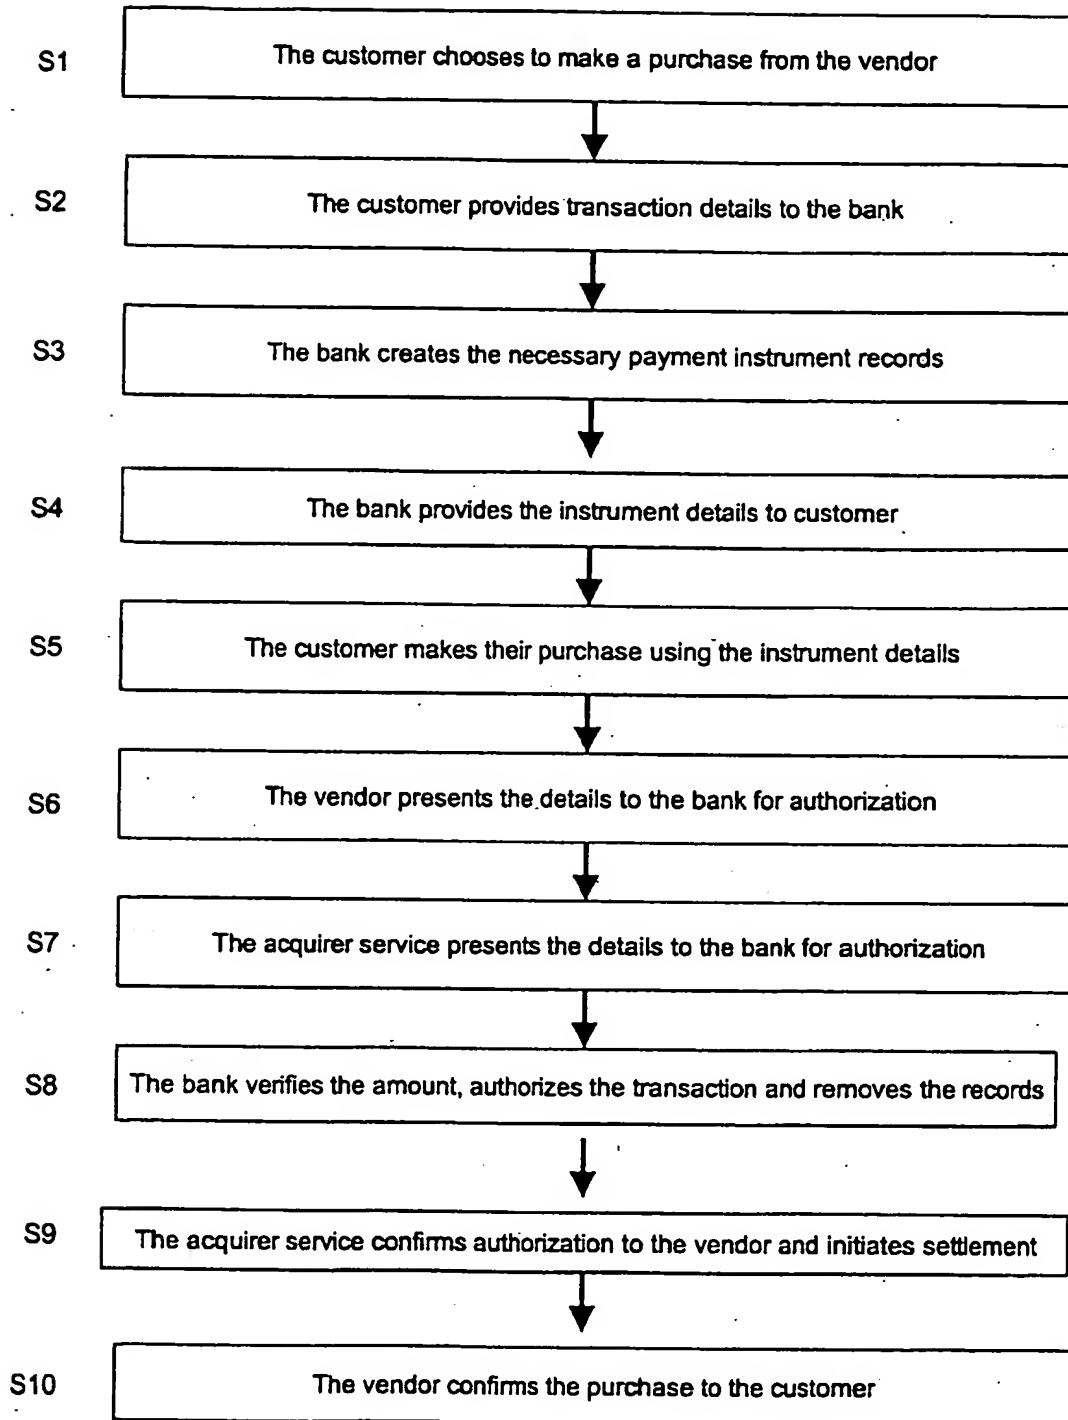 S1
The customer chooses to make a purchase from the vendor
S2
The customer provides transaction details to the bank
S3
The bank creates the necessary payment instrument records
S4
The bank provides the instrument details to customer
S5
The customer makes their purchase using the instrument details
S6
The vendor presents the details to the bank for authorization
S7
The acquirer service presents the details to the bank for authorization
S8
The bank verifies the amount, authorizes the transaction and removes the records
S9
The acquirer service confirms authorization to the vendor and initiates settlement
S10
The vendor confirms the purchase to the customer